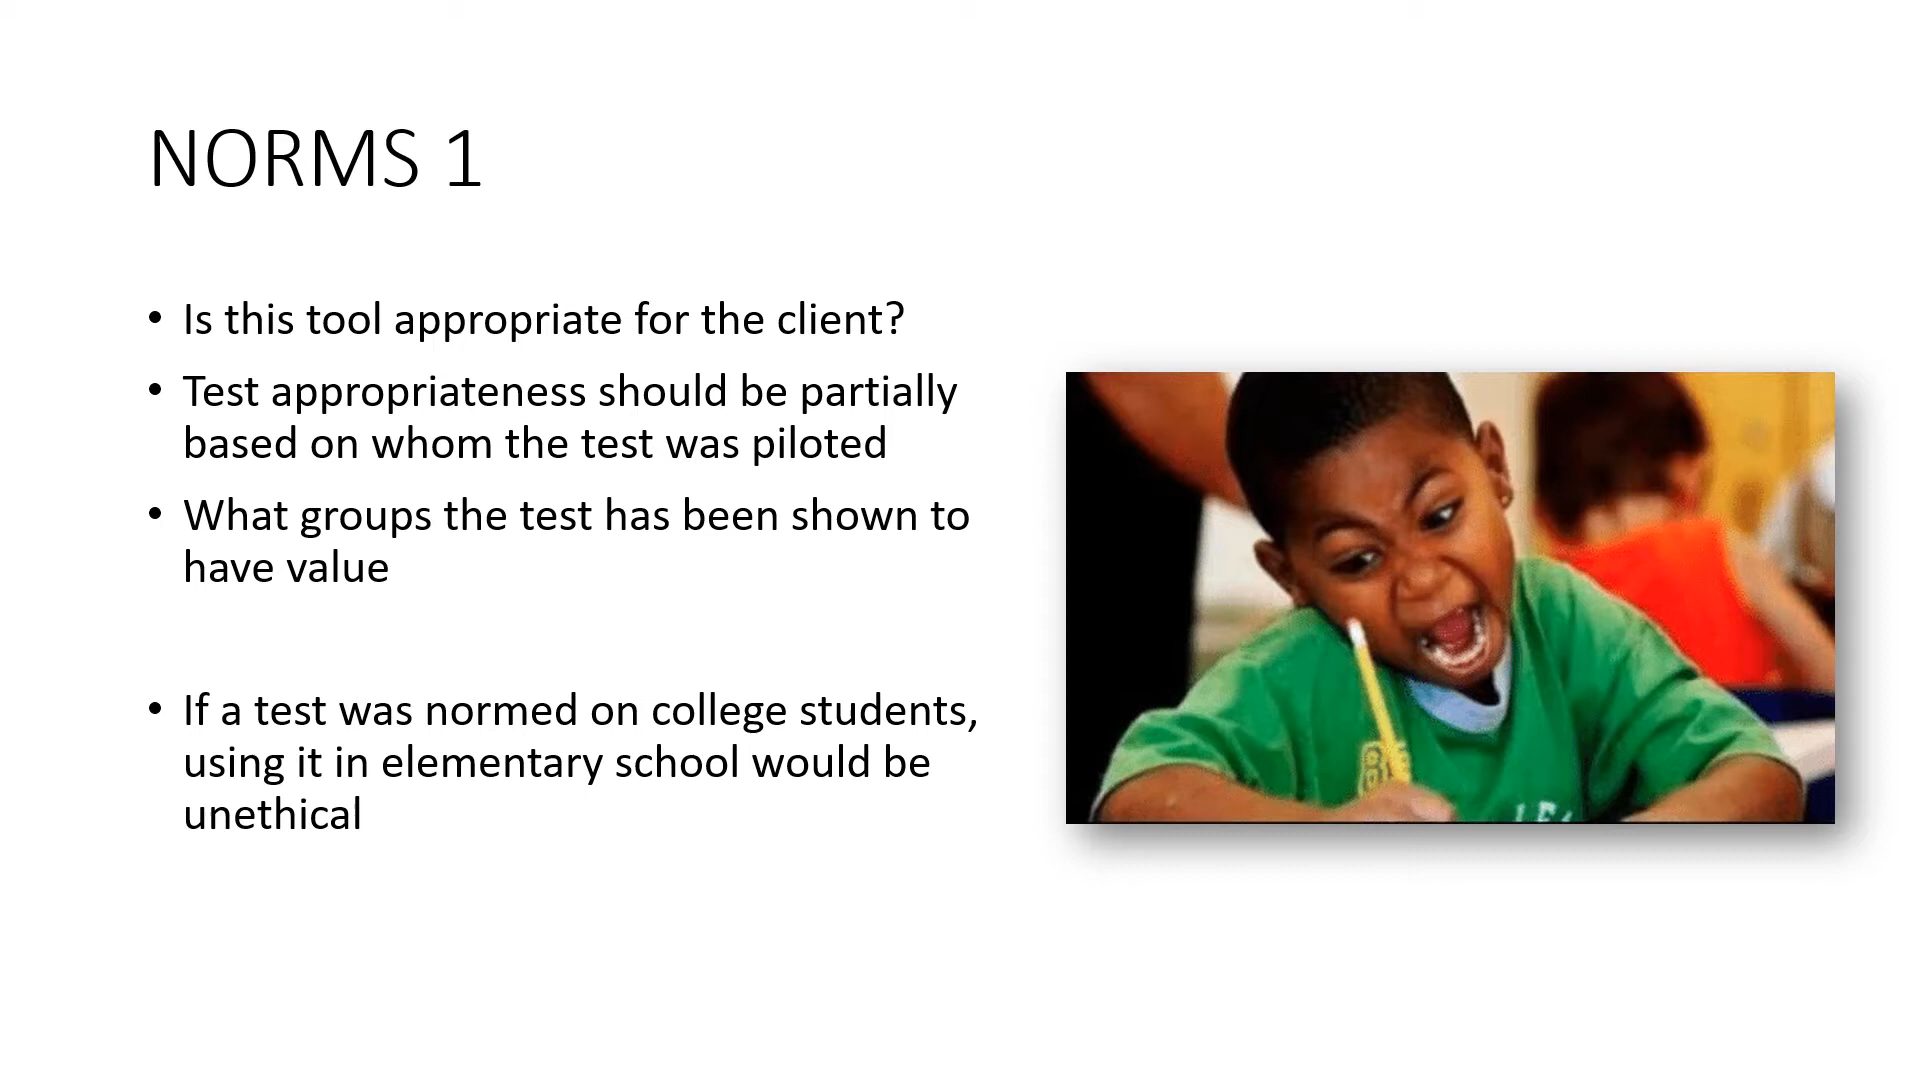 NORMS 1
• Is this tool appropriate for the client?
• Test appropriateness should be partially
based on whom the test was piloted
• What groups the test has been shown to
have value
• If a test was normed on college students,
using it in elementary school would be
unethical